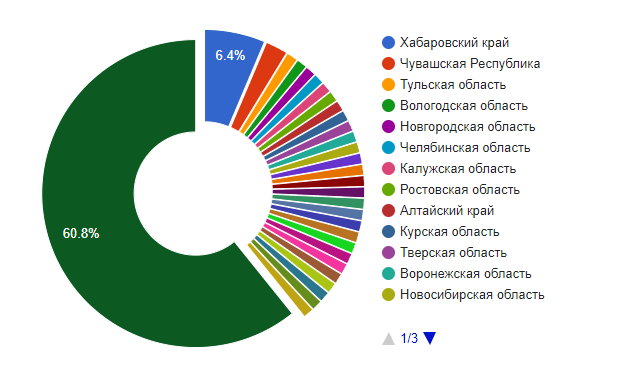 6.4%
60.8%
Хабаровский край
Чувашская Республика
Тульская область
Вологодская область
Новгородская область
Челябинская область
Калужская область
Ростовская область
Алтайский край
Курская область
Тверская область
Воронежская область
Новосибирская область
1/3